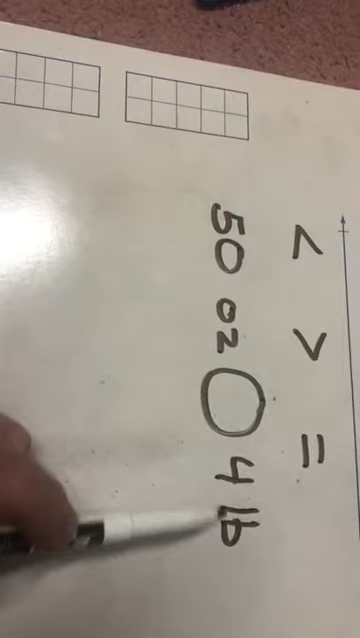 < > =
50 oz ◯ 4 lb